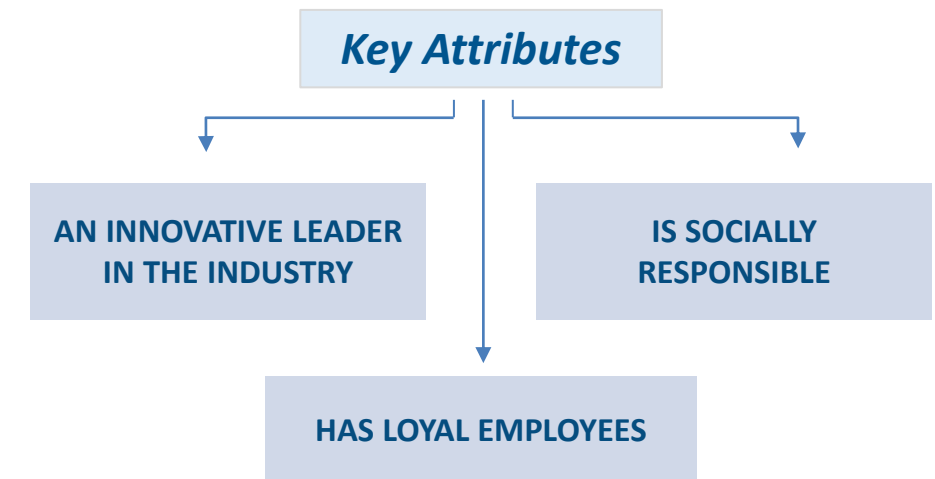 Key Attributes
AN INNOVATIVE LEADER
IN THE INDUSTRY
IS SOCIALLY
RESPONSIBLE
HAS LOYAL EMPLOYEES